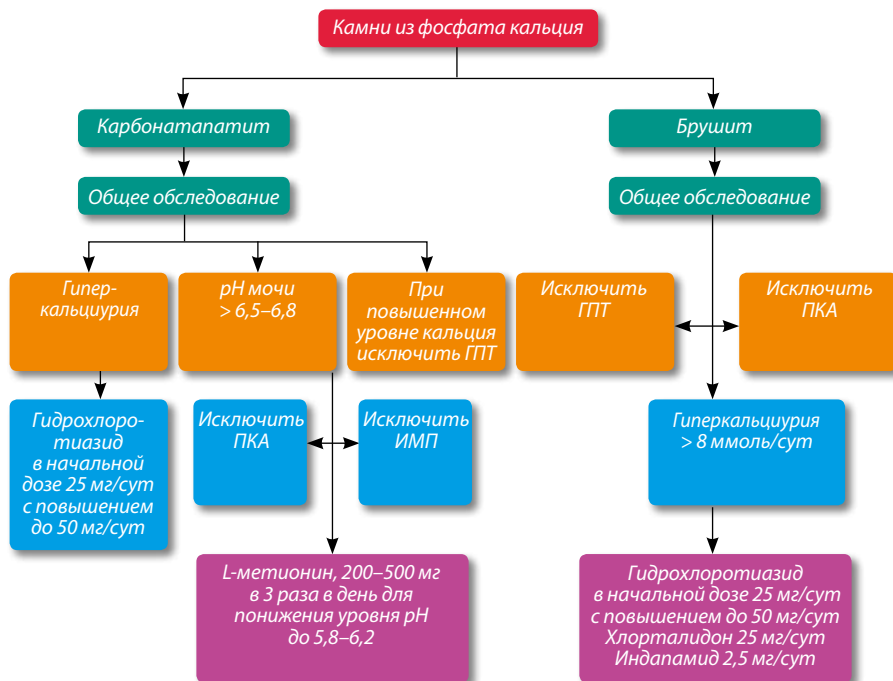 Камни из фосфата кальция
Карбонатапатит
Брушит
Общее обследование
Общее обследование
Гипер-
кальциурия
pH мочи
> 6,5–6,8
При
повышенном
уровне кальция
исключить ГПТ
Исключить
ГПТ
Исключить
ПКА
Гидрохлоро-
тиазид
в начальной
дозе 25 мг/сут
с повышением
до 50 мг/сут
Исключить
ПКА
Исключить
ИМП
Гиперкальциурия
> 8 ммоль/сут
L-метионин, 200–500 мг
в 3 раза в день для
понижения уровня pH
до 5,8–6,2
Гидрохлоротиазид
в начальной дозе 25 мг/сут
с повышением до 50 мг/сут
Хлорталидон 25 мг/сут
Индапамид 2,5 мг/сут